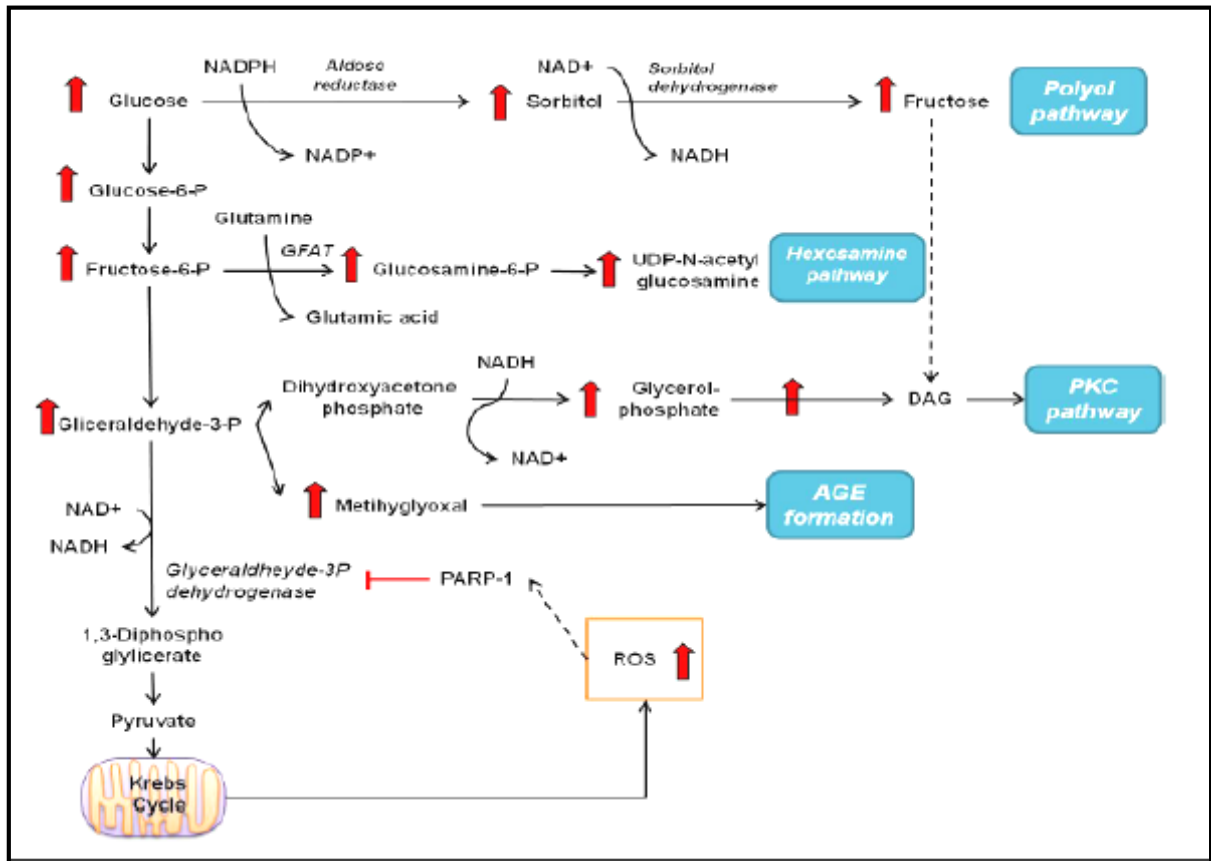 NADPH
Aldose
reductase
NAD+
Sorbitol
dehydrogenase
Polyol
pathway
Glucose
Sorbitol
Fructose
NADP+
NADH
Glucose-6-P
Glutamine
GFAT
Fructose-6-P
Glucosamine-6-P
UDP-N-acetyl
glucosamine
Hexosamine
pathway
Glutamic acid
NADH
Dihydroxyacetone
phosphate
Glycerol-
phosphate
DAG
PKC
pathway
Gliceraldehyde-3-P
NAD+
Metihyglyoxal
AGE
formation
NAD+
NADH
Glyceraldheyde-3P
dehydrogenase
PARP-1
1,3-Diphospho
glylicerate
ROS
Pyruvate
Krebs
Cycle